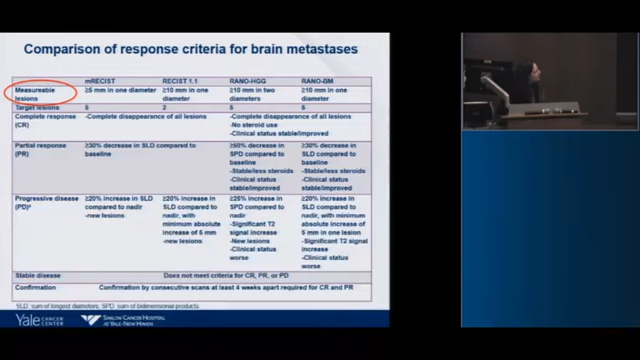 Comparison of response criteria for brain metastases
mRECIST RECIST 1.1 RANO-HGG RANO-BM
Measureable lesions ≥5 mm in one diameter ≥10 mm in one diameter ≥10 mm in two diameters ≥10 mm in one diameter
Target lesions 5 2 5 5
Complete response (CR) -Complete disappearance of all lesions -Complete disappearance of all lesions
-No steroid use
-Clinical status stable/improved
Partial response (PR) ≥30% decrease in SLD compared to baseline ≥50% decrease in SPD compared to baseline
-Stable/less steroids
-Clinical status stable/improved
≥30% decrease in SLD compared to baseline
-Stable/less steroids
-Clinical status stable/improved
Progressive disease (PD)* ≥20% increase in SLD compared to nadir
-new lesions
≥20% increase in SLD compared to nadir, with minimum absolute increase of 5 mm
-new lesions
≥25% increase in SPD compared to nadir
-Significant T2 signal increase
-New lesions
-Clinical status worse
≥20% increase in SLD compared to nadir, with minimum absolute increase of 5 mm in one lesion
-Significant T2 signal increase
-Clinical status worse
Stable disease Does not meet criteria for CR, PR, or PD
Confirmation Confirmation by consecutive scans at least 4 weeks apart required for CR and PR
SLD: sum of longest diameters; SPD: sum of bidimensional products;
Yale CANCER CENTER
SMILOW CANCER HOSPITAL AT YALE-NEW HAVEN